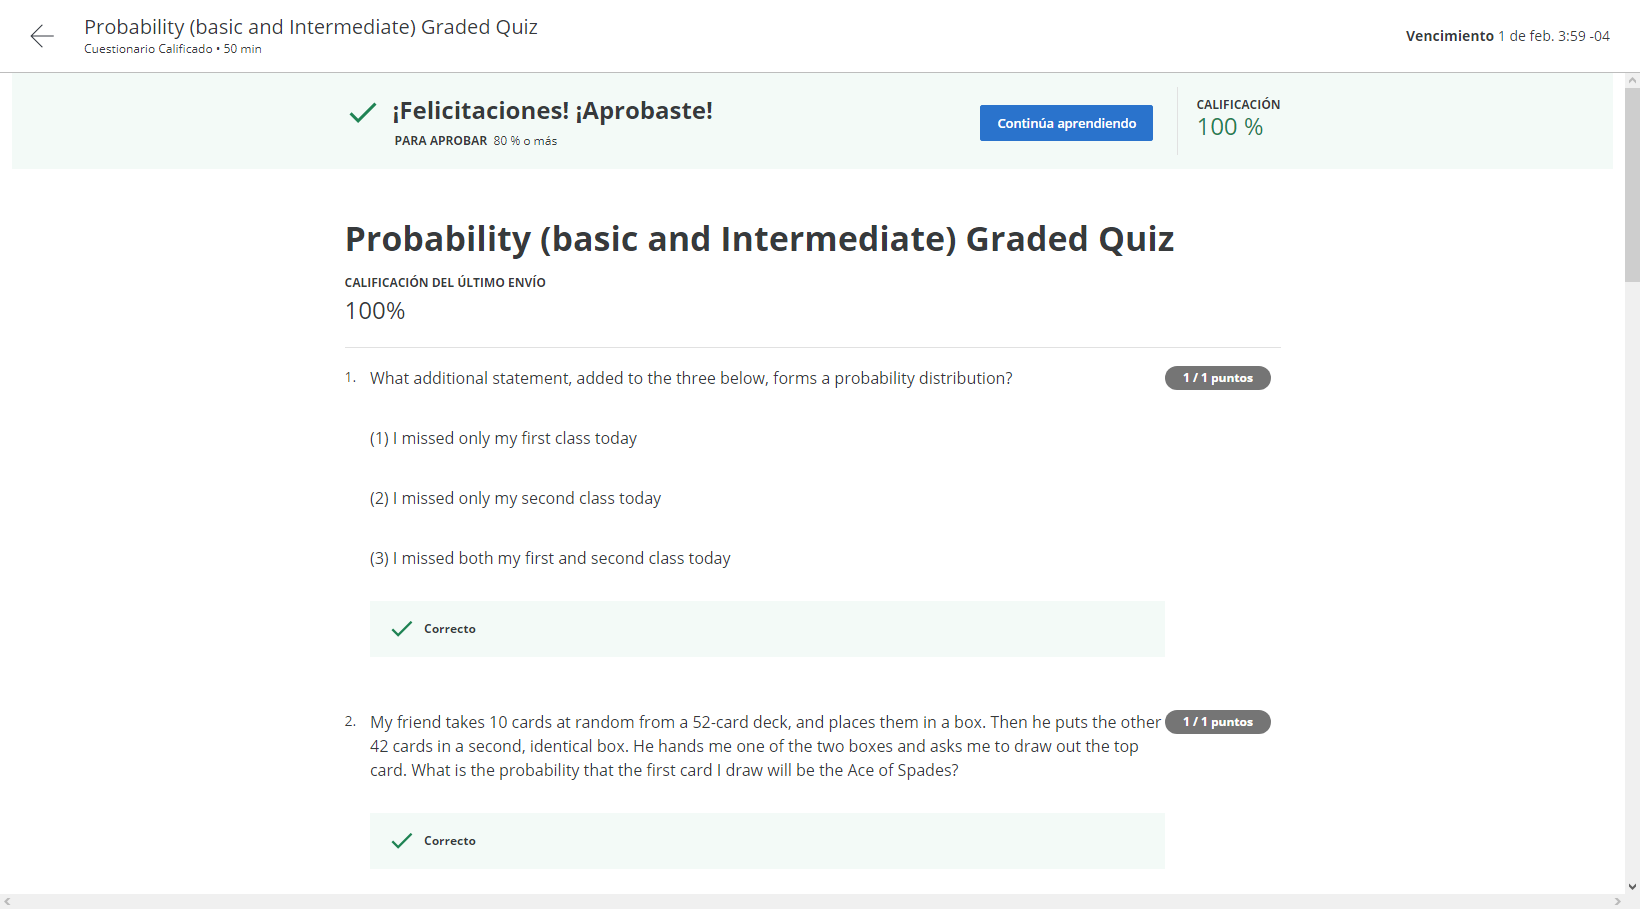 Probability (basic and Intermediate) Graded Quiz
Cuestionario Calificado • 50 min
Vencimiento 1 de feb. 3:59 -04
¡Felicitaciones! ¡Aprobaste!
PARA APROBAR 80 % o más
Continúa aprendiendo
CALIFICACIÓN
100 %
Probability (basic and Intermediate) Graded Quiz
CALIFICACIÓN DEL ÚLTIMO ENVÍO
100%
1. What additional statement, added to the three below, forms a probability distribution?
1 / 1 puntos
(1) I missed only my first class today
(2) I missed only my second class today
(3) I missed both my first and second class today
Correcto
2. My friend takes 10 cards at random from a 52-card deck, and places them in a box. Then he puts the other
1 / 1 puntos
42 cards in a second, identical box. He hands me one of the two boxes and asks me to draw out the top
card. What is the probability that the first card I draw will be the Ace of Spades?
Correcto